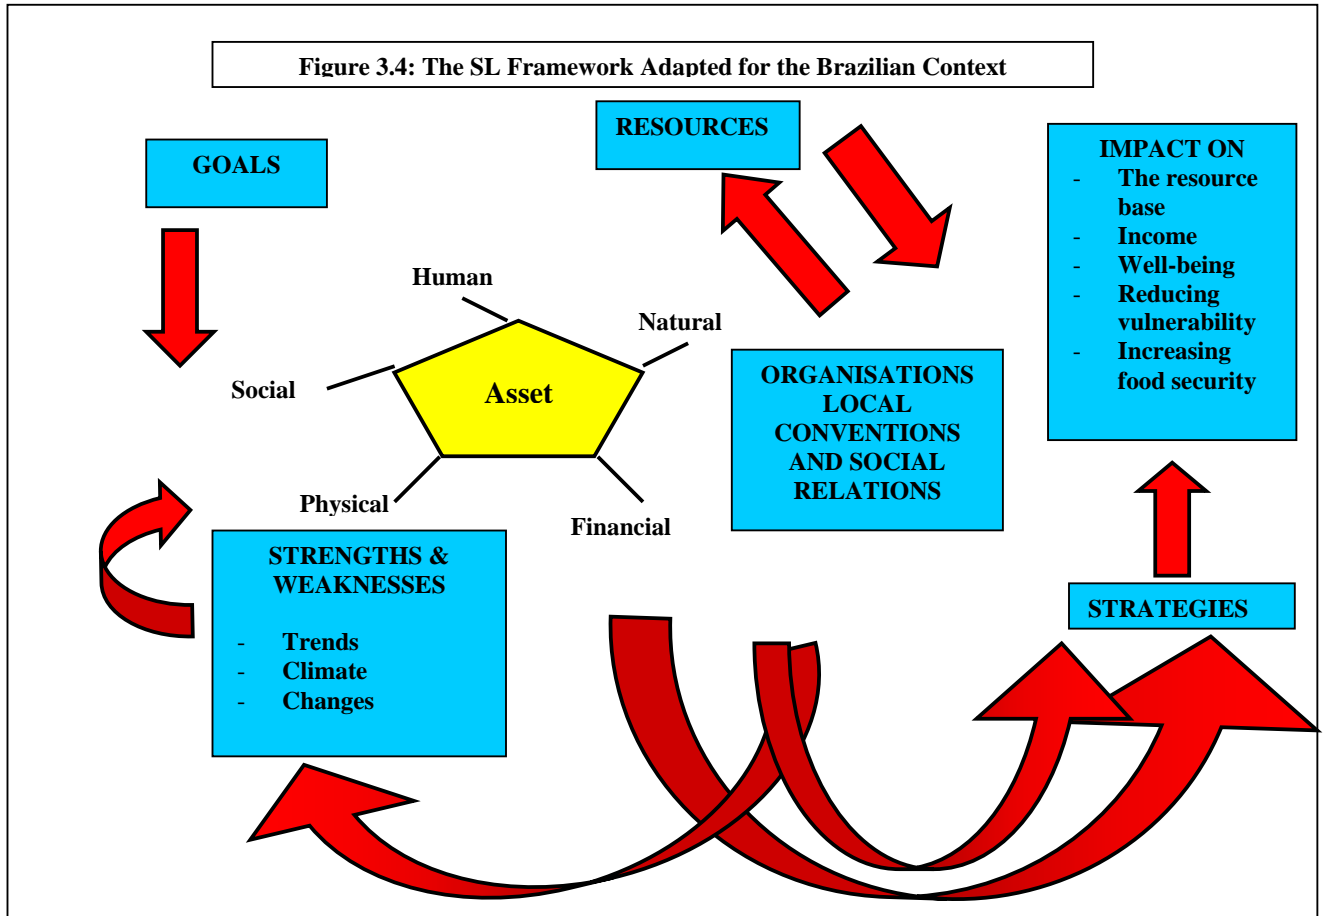 Figure 3.4: The SL Framework Adapted for the Brazilian Context
RESOURCES
GOALS
IMPACT ON
- The resource
base
- Income
- Well-being
- Reducing
vulnerability
- Increasing
food security
Human
Natural
Social
Asset
Physical
Financial
ORGANISATIONS
LOCAL
CONVENTIONS
AND SOCIAL
RELATIONS
STRENGTHS &
WEAKNESSES
- Trends
- Climate
- Changes
STRATEGIES